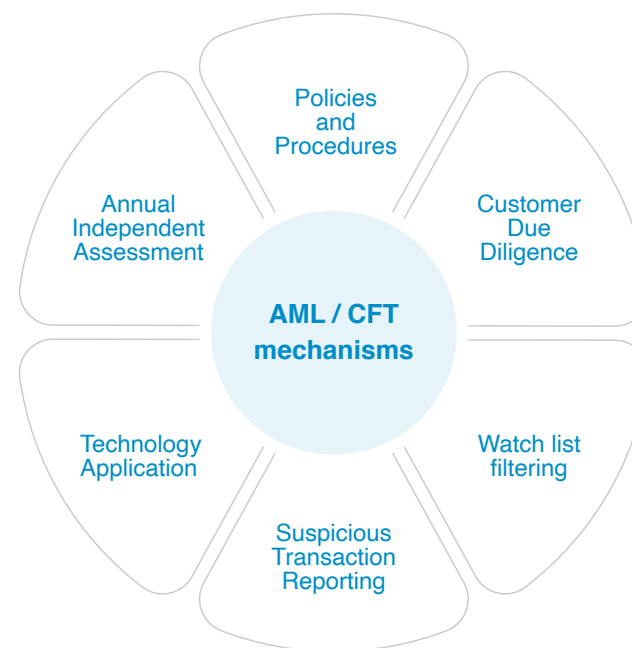 Policies
and
Procedures
Customer
Due
Diligence
Watch list
filtering
Suspicious
Transaction
Reporting
Technology
Application
Annual
Independent
Assessment
AML / CFT
mechanisms